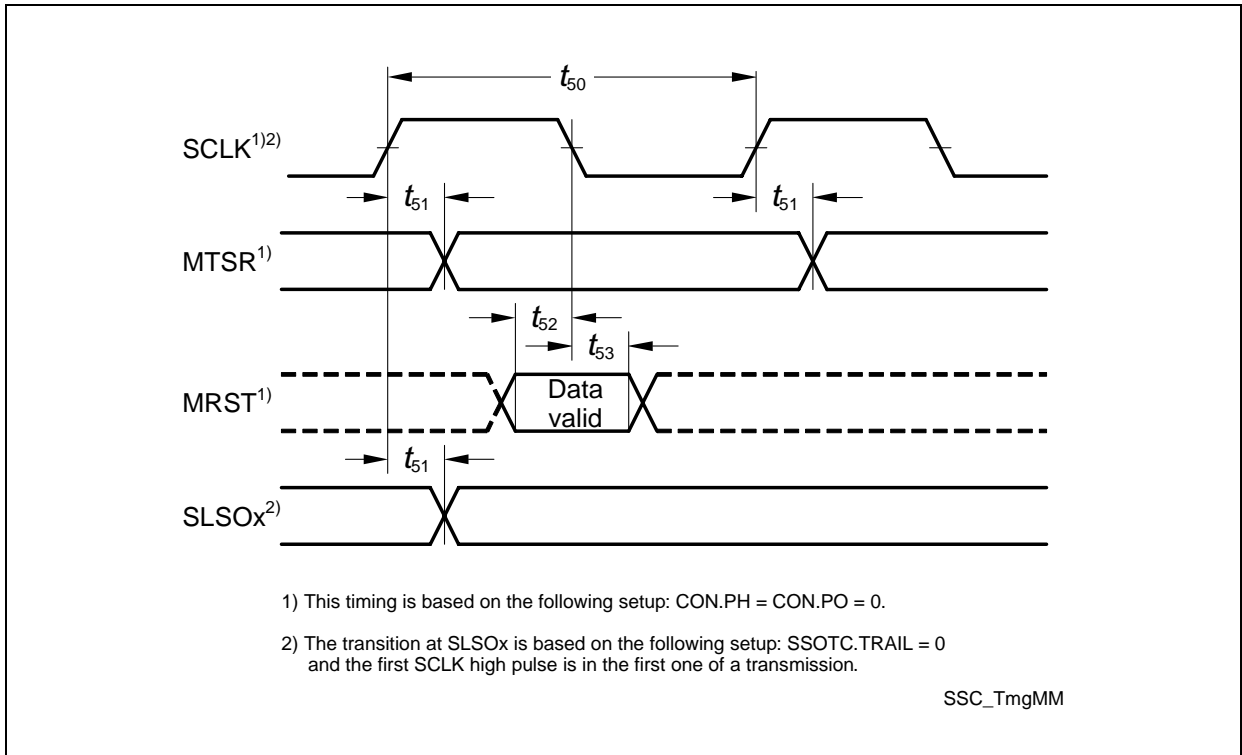 t50
SCLK1)2)
t51
t51
MTSR1)
t52
t53
MRST1)
Data
valid
t51
SLSOx2)
1) This timing is based on the following setup: CON.PH = CON.PO = 0.
2) The transition at SLSOx is based on the following setup: SSOTC.TRAIL = 0
and the first SCLK high pulse is in the first one of a transmission.
SSC_TmgMM